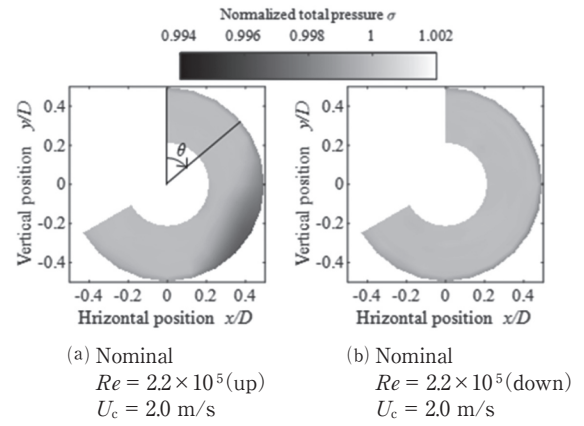 Normalized total pressure σ
0.994 0.996 0.998 1 1.002
Vertical position y/D
0.4
0.2
0
-0.2
-0.4
θ
-0.4 -0.2 0 0.2 0.4
Hrizontal position x/D
Vertical position y/D
0.4
0.2
0
-0.2
-0.4
-0.4 -0.2 0 0.2 0.4
Hrizontal position x/D
(a) Nominal
Re = 2.2×10⁵(up)
Uc = 2.0 m/s
(b) Nominal
Re = 2.2×10⁵(down)
Uc = 2.0 m/s